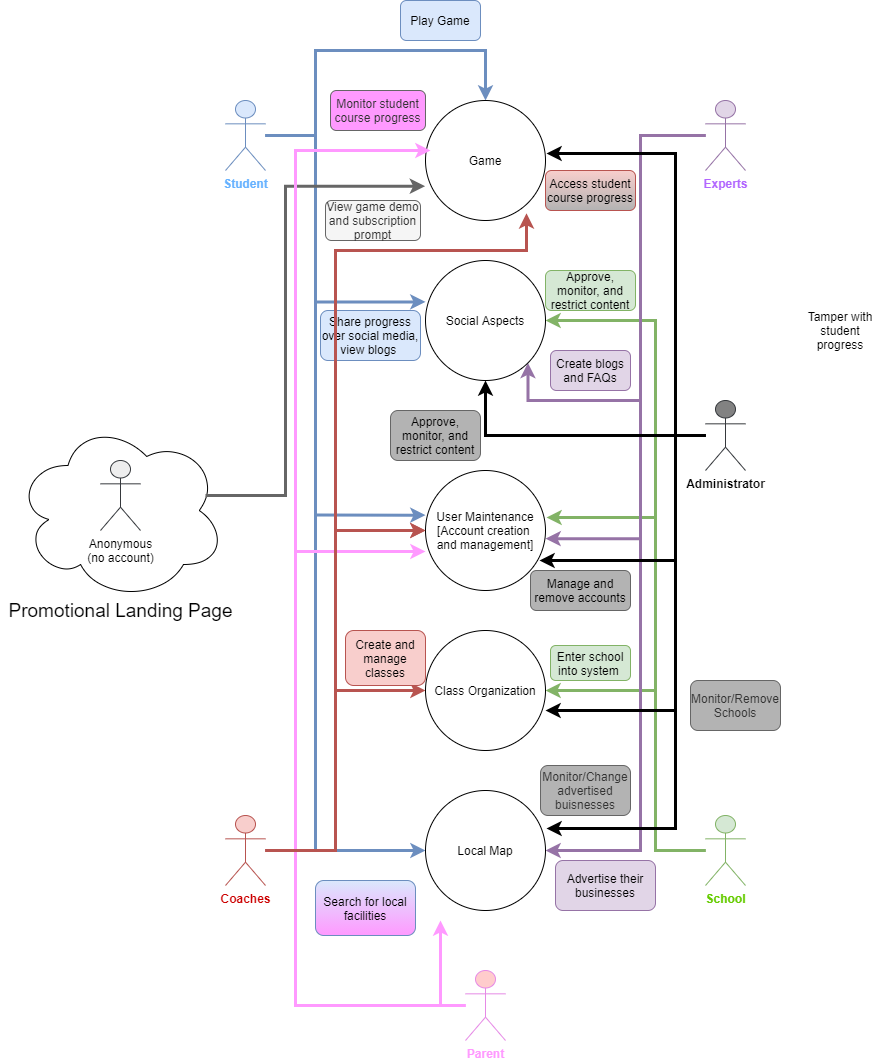 Play Game
Monitor student
course progress
Game
Student
Experts
Access student
course progress
View game demo
and subscription
prompt
Approve,
monitor, and
restrict content
Social Aspects
Share progress
over social media,
view blogs
Tamper with
student
progress
Create blogs
and FAQs
Approve,
monitor, and
restrict content
Administrator
User Maintenance
[Account creation
and management]
Anonymous
(no account)
Manage and
remove accounts
Promotional Landing Page
Create and
manage
classes
Enter school
into system
Class Organization
Monitor/Remove
Schools
Monitor/Change
advertised
buisnesses
Local Map
Advertise their
businesses
Coaches
School
Search for local
facilities
Parent